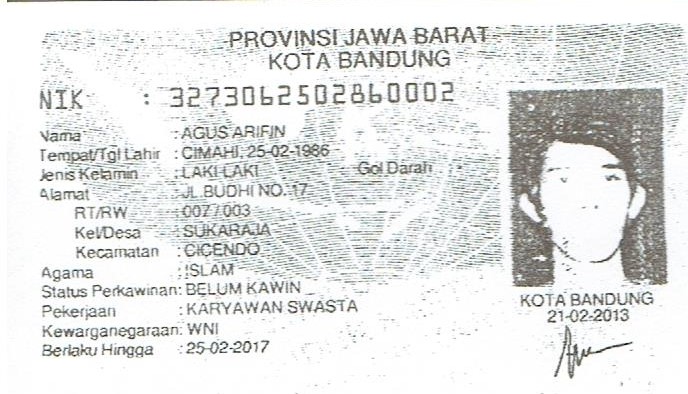 PROVINSI JAWA BARAT
KOTA BANDUNG
NIK : 3273062502860002
Nama : AGUS ARIFIN
Tempat/Tgl Lahir : CIMAHI, 25-02-1986
Jenis Kelamin : LAKI-LAKI Gol Darah : -
Alamat : JL.BUDHI NO. 17
RT/RW : 007 / 003
Kel/Desa : SUKARAJA
Kecamatan : CICENDO
Agama : ISLAM
Status Perkawinan: BELUM KAWIN
Pekerjaan : KARYAWAN SWASTA
Kewarganegaraan: WNI
Berlaku Hingga : 25-02-2017
KOTA BANDUNG
21-02-2013